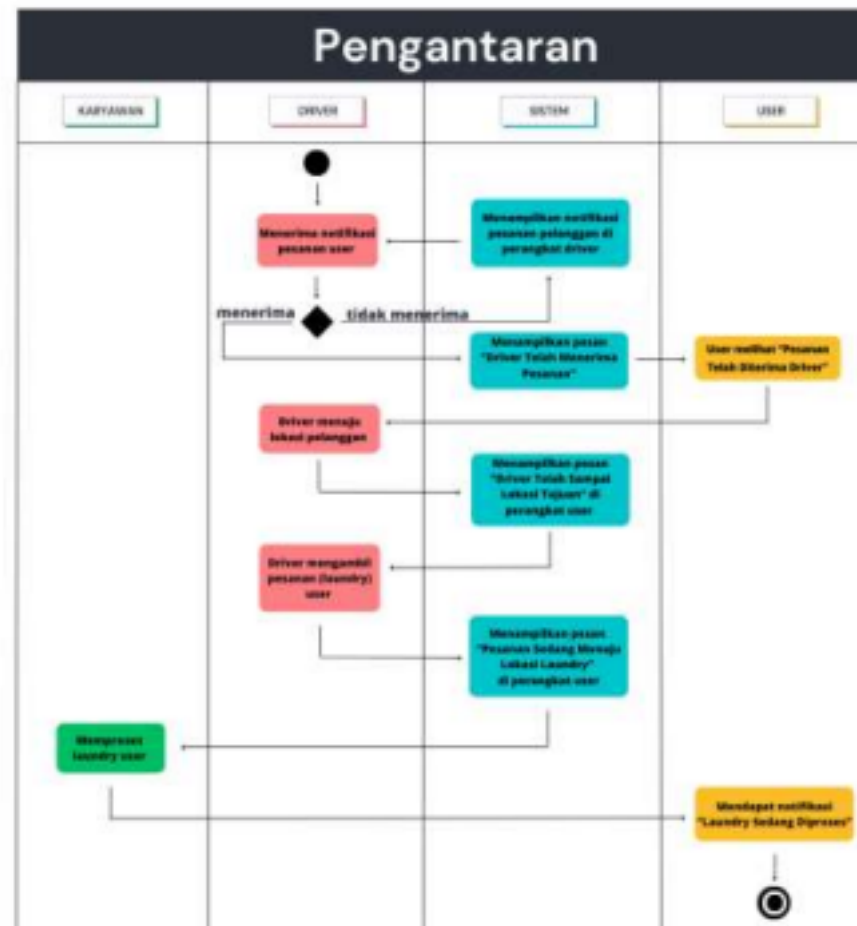 Pengantaran
KARYAWAN
DRIVER
SISTEM
USER
Menerima notifikasi
pesanan user
Menampilkan notifikasi
pesanan pelanggan di
perangkat driver
menerima
tidak menerima
Menampilkan pesan
"Driver Telah Menerima
Pesanan"
User melihat "Pesanan
Telah Diterima Driver"
Driver menuju
lokasi pelanggan
Menampilkan pesan
"Driver Telah Sampai
Lokasi Tujuan" di
perangkat user
Driver mengambil
pesanan (laundry)
user
Menampilkan pesan
"Pesanan Sedang Menuju
Lokasi Laundry"
di perangkat user
Memproses
laundry user
Mendapat notifikasi
"Laundry Sedang Diproses"